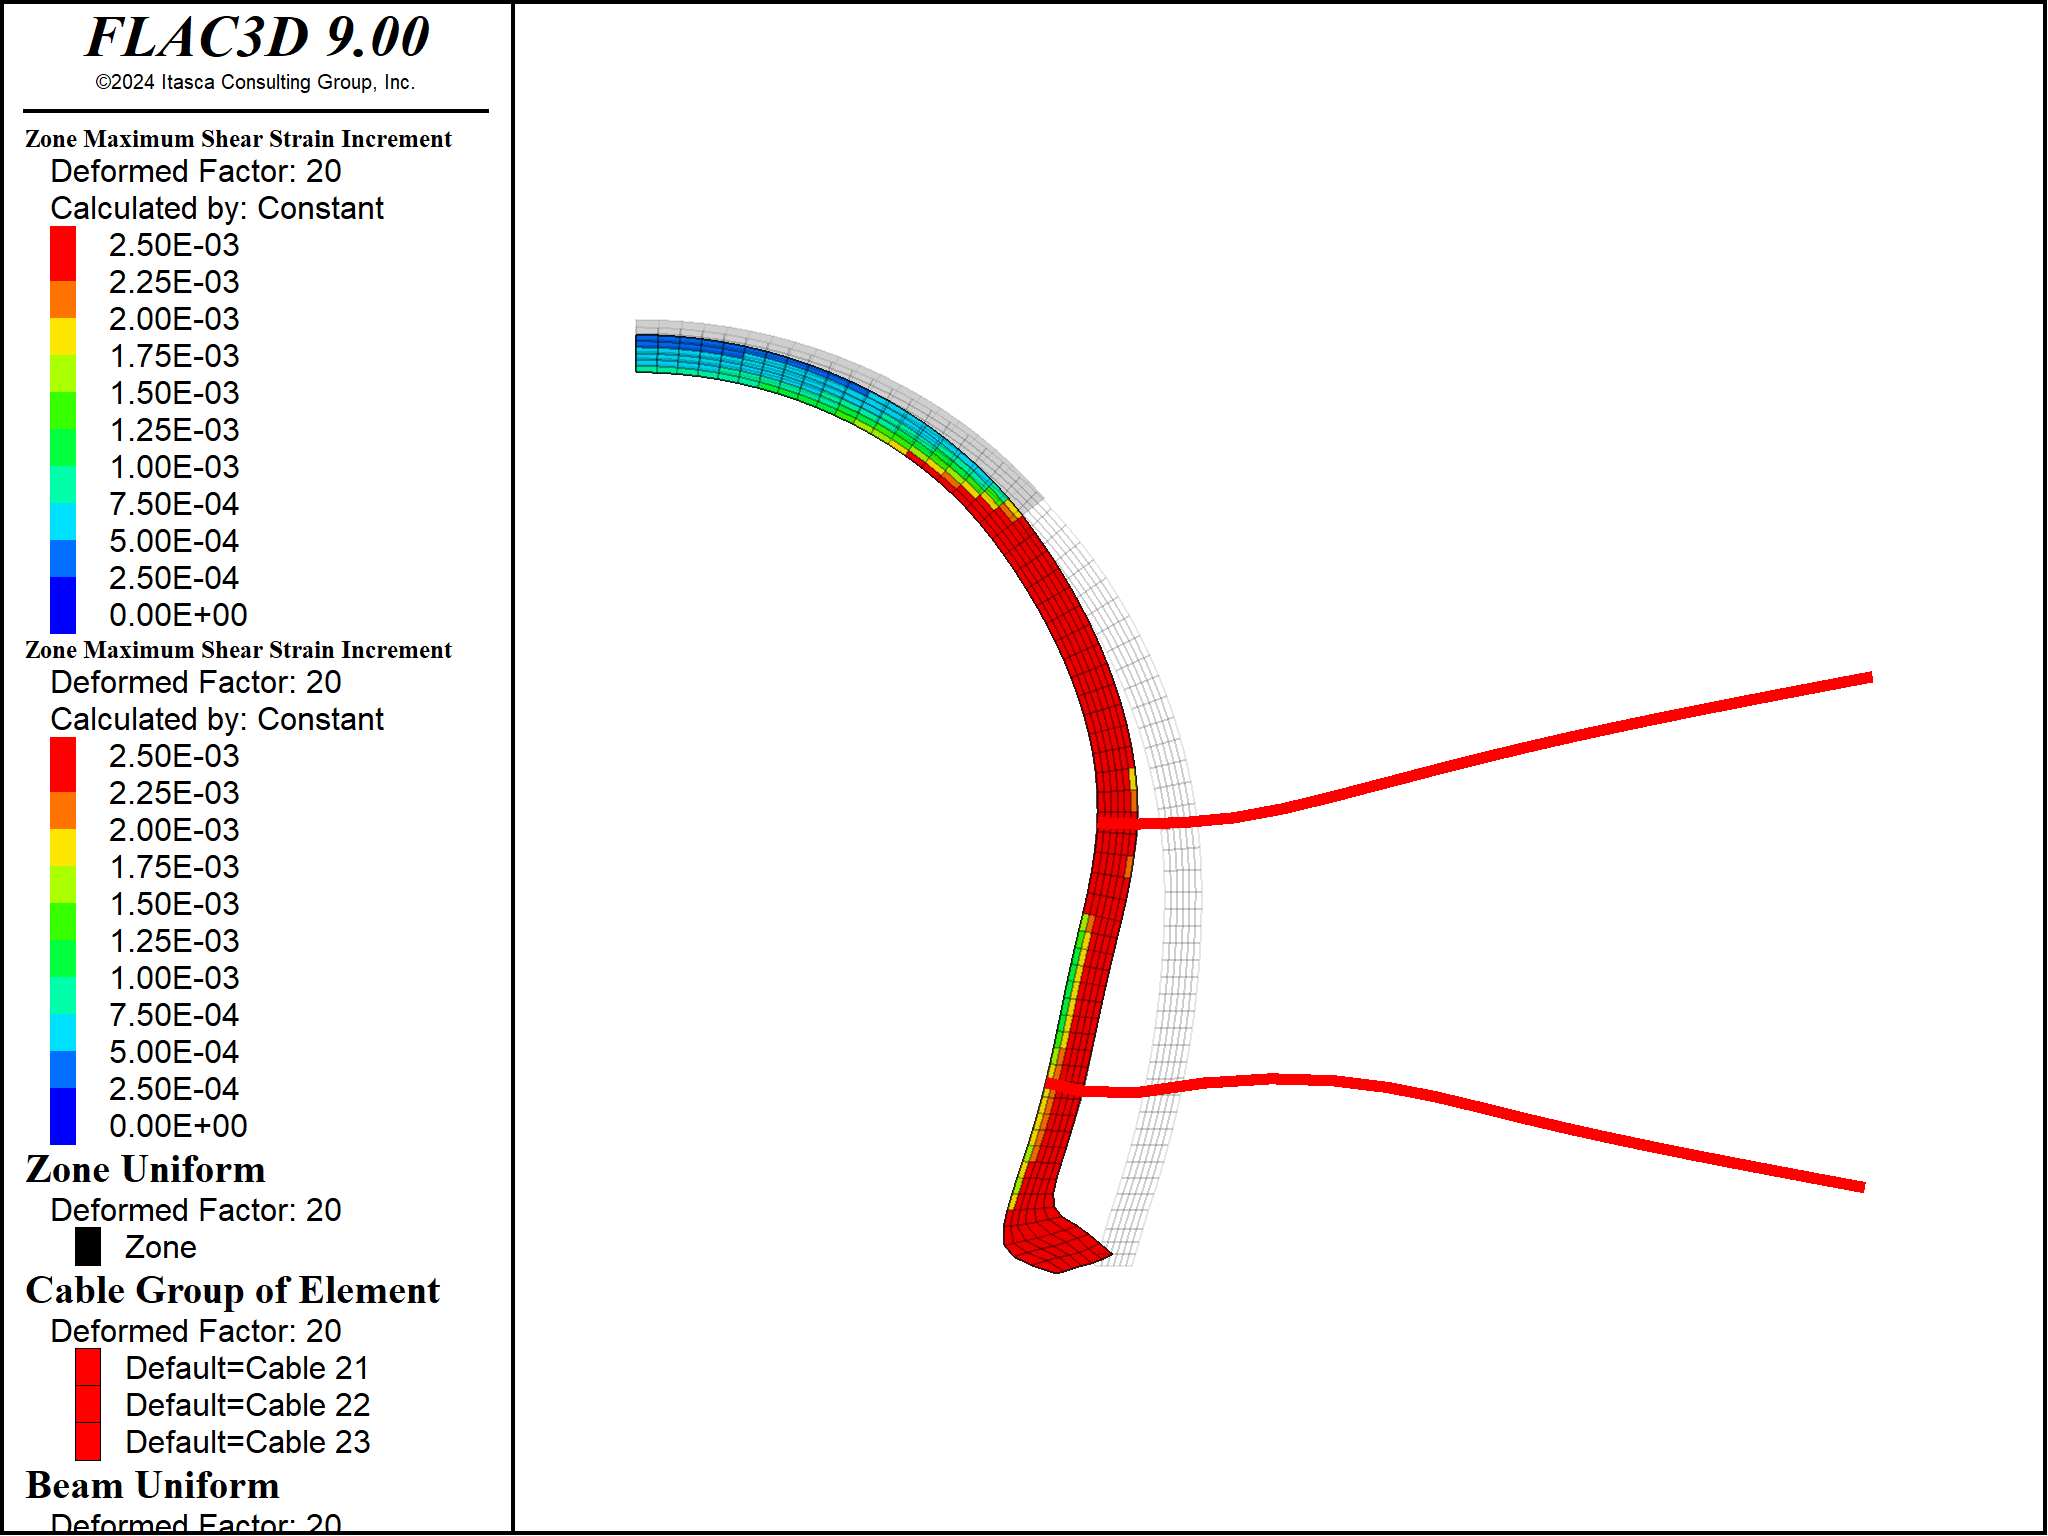 FLAC3D 9.00
©2024 Itasca Consulting Group, Inc.
Zone Maximum Shear Strain Increment
Deformed Factor: 20
Calculated by: Constant
2.50E-03
2.25E-03
2.00E-03
1.75E-03
1.50E-03
1.25E-03
1.00E-03
7.50E-04
5.00E-04
2.50E-04
0.00E+00
Zone Maximum Shear Strain Increment
Deformed Factor: 20
Calculated by: Constant
2.50E-03
2.25E-03
2.00E-03
1.75E-03
1.50E-03
1.25E-03
1.00E-03
7.50E-04
5.00E-04
2.50E-04
0.00E+00
Zone Uniform
Deformed Factor: 20
Zone
Cable Group of Element
Deformed Factor: 20
Default=Cable 21
Default=Cable 22
Default=Cable 23
Beam Uniform
Deformed Factor: 20